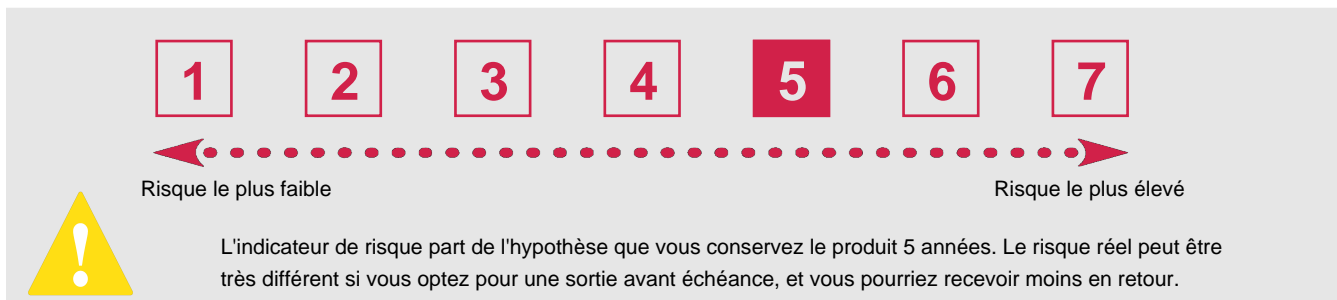 1 2 3 4 5 6 7
Risque le plus faible Risque le plus élevé
!
L'indicateur de risque part de l'hypothèse que vous conservez le produit 5 années. Le risque réel peut être
très différent si vous optez pour une sortie avant échéance, et vous pourriez recevoir moins en retour.